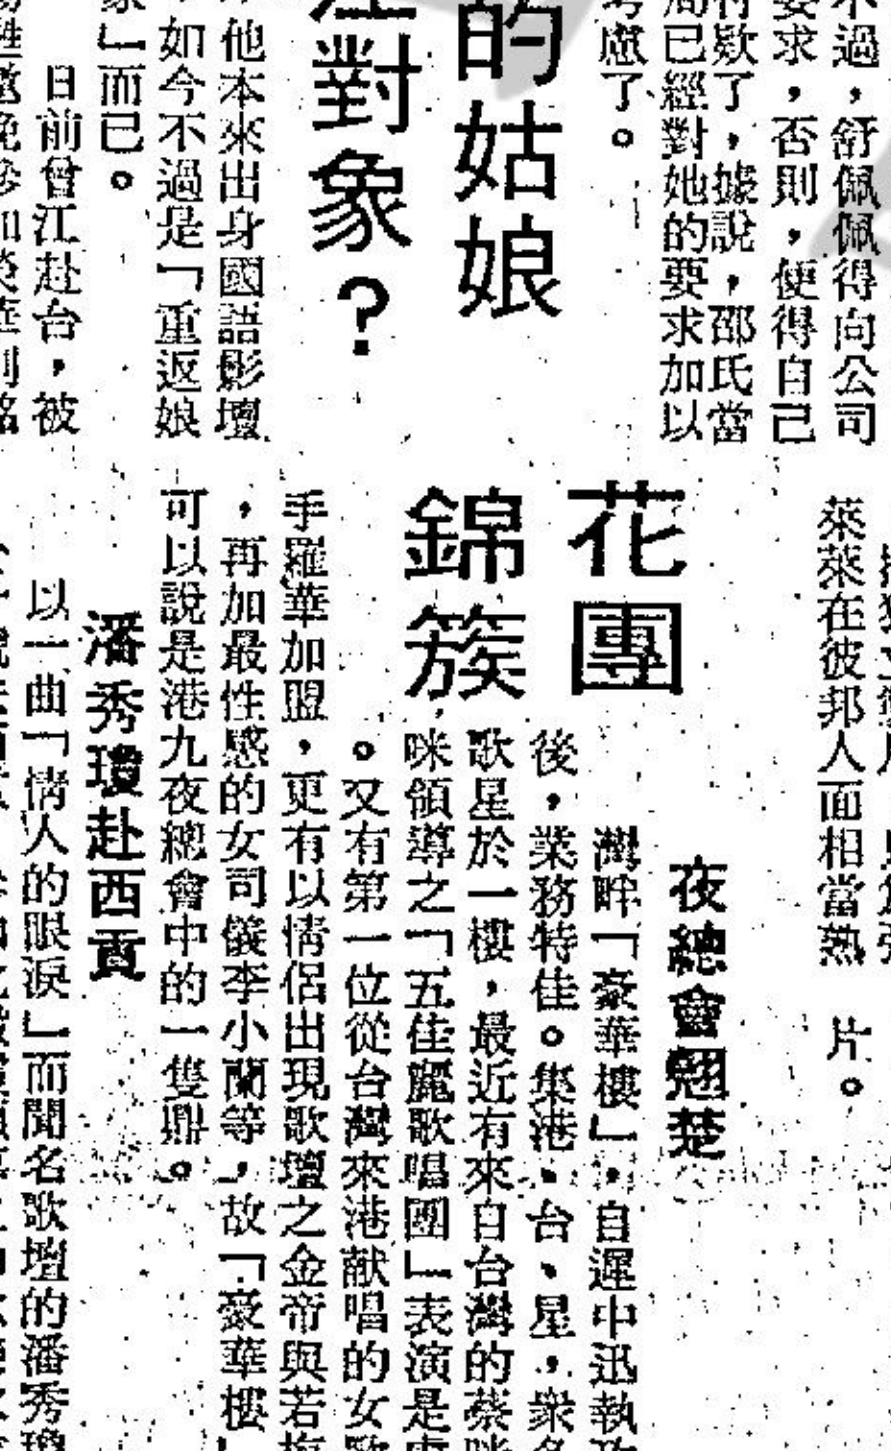 不過，舒佩佩得向公司
要求，否則，便得自己
付欵了，據說，邵氏當
局已經對她的要求加以
考慮了。
的姑娘
對象？
他本來出身國語影壇
如今不過是「重返娘
家」而已。
日前曾江赴台，被
萊萊在彼邦人面相當熱
片。
花團
錦簇
夜總會翹楚
灣畔「豪華樓」，自遲中迅執
後，業務特佳。集港、台、星，衆名
歌星於一樓，最近有來自台灣的蔡咪
咪領導之「五佳麗歌唱團」表演是
。又有第一位從台灣來港献唱的女歌
手羅華加盟，更有以情侶出現歌壇之金帝與若梅
，再加最性感的女司儀李小蘭等，故「豪華樓」
可以說是港九夜總會中的一隻鼎。
潘秀瓊赴西貢
以一曲「情人的眼淚」而聞名歌壇的潘秀瓊